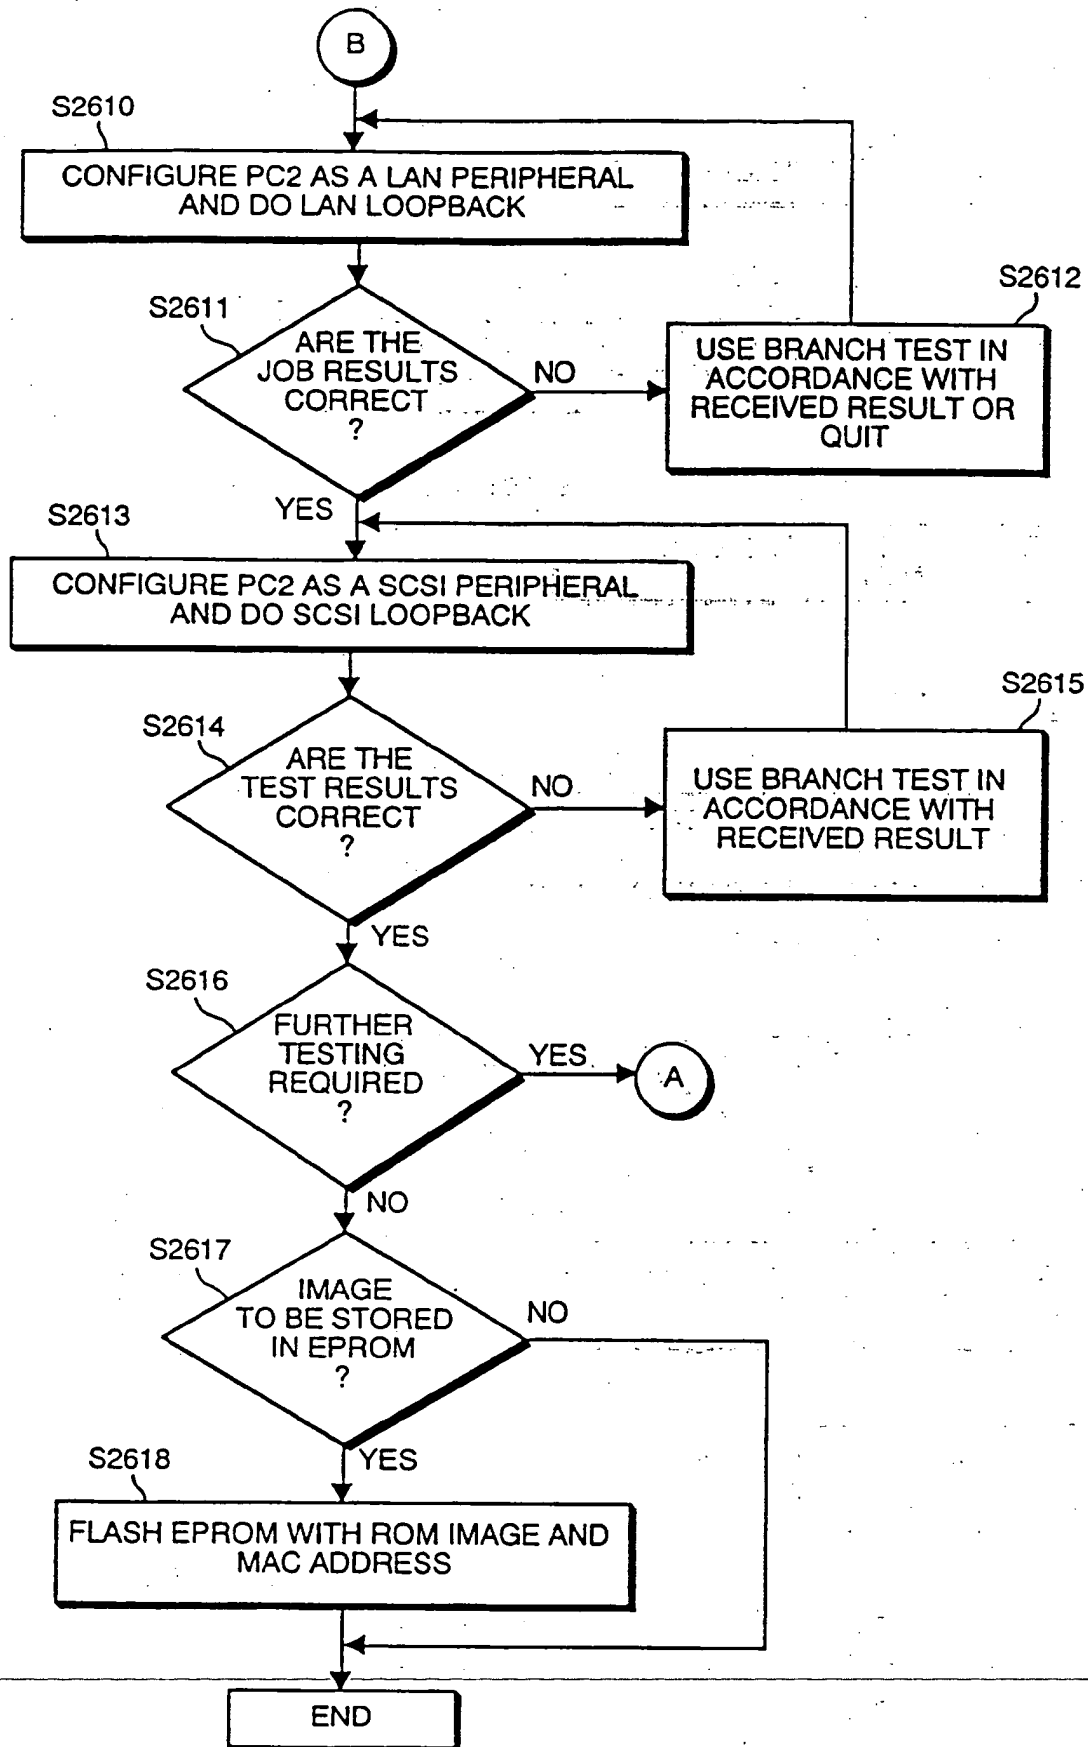 B
S2610
CONFIGURE PC2 AS A LAN PERIPHERAL
AND DO LAN LOOPBACK
S2611
ARE THE
JOB RESULTS
CORRECT
?
NO
S2612
USE BRANCH TEST IN
ACCORDANCE WITH
RECEIVED RESULT OR
QUIT
YES
S2613
CONFIGURE PC2 AS A SCSI PERIPHERAL
AND DO SCSI LOOPBACK
S2614
ARE THE
TEST RESULTS
CORRECT
?
NO
S2615
USE BRANCH TEST IN
ACCORDANCE WITH
RECEIVED RESULT
YES
S2616
FURTHER
TESTING
REQUIRED
?
YES
A
NO
S2617
IMAGE
TO BE STORED
IN EPROM
?
NO
YES
S2618
FLASH EPROM WITH ROM IMAGE AND
MAC ADDRESS
END